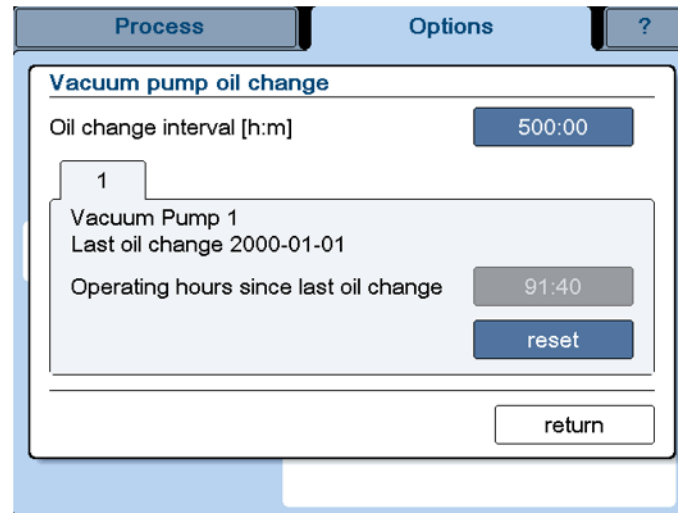 Process Options ?
Vacuum pump oil change
Oil change interval [h:m] 500:00
1
Vacuum Pump 1
Last oil change 2000-01-01
Operating hours since last oil change 91:40
reset
return